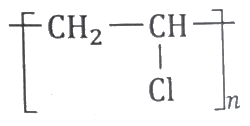 CH₂ — CH
Cl
n